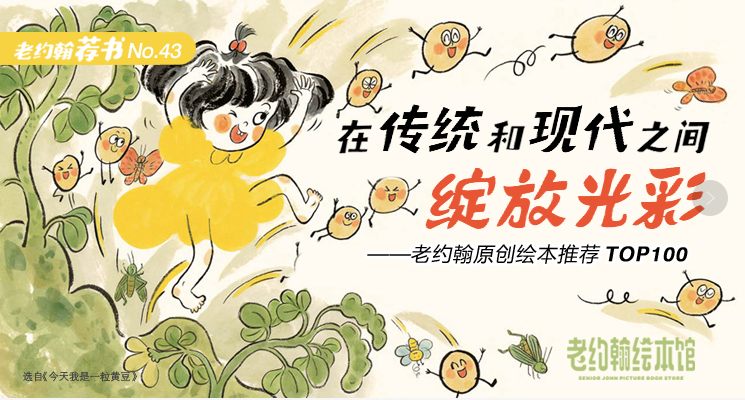 老约翰荐书 No.43
在传统和现代之间
绽放光彩
——老约翰原创绘本推荐 TOP100
老约翰绘本馆
SENIOR JOHN PICTURE BOOK STORE
选自《今天我是一粒黄豆》